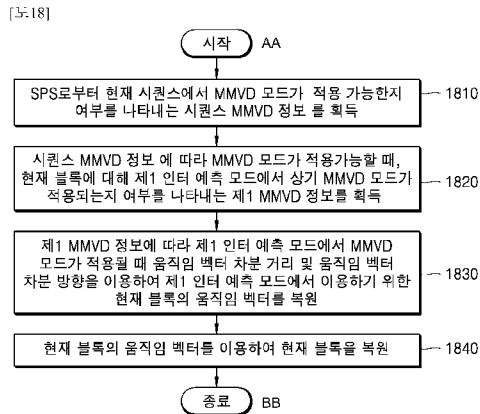 [도18]
시작 AA
SPS로부터 현재 시퀀스에서 MMVD 모드가 적용 가능한지
여부를 나타내는 시퀀스 MMVD 정보 를 획득
1810
시퀀스 MMVD 정보 에 따라 MMVD 모드가 적용가능할 때,
현재 블록에 대해 제1 인터 예측 모드에서 상기 MMVD 모드가
적용되는지 여부를 나타내는 제1 MMVD 정보를 획득
1820
제1 MMVD 정보에 따라 제1 인터 예측 모드에서 MMVD
모드가 적용될 때 움직임 벡터 차분 거리 및 움직임 벡터
차분 방향을 이용하여 제1 인터 예측 모드에서 이용하기 위한
현재 블록의 움직임 벡터를 복원
1830
현재 블록의 움직임 벡터를 이용하여 현재 블록을 복원
1840
종료 BB